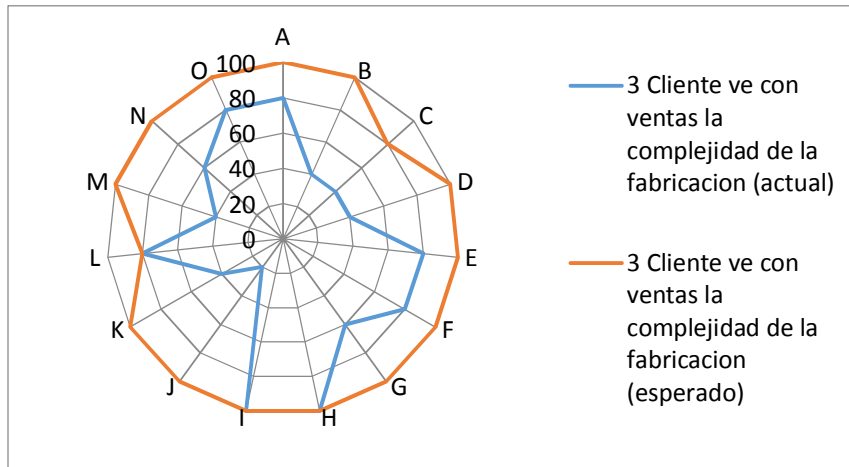 A
B
C
D
E
F
G
H
I
J
K
L
M
N
O
100
80
60
40
20
0
3 Cliente ve con
ventas la
complejidad de la
fabricacion (actual)
3 Cliente ve con
ventas la
complejidad de la
fabricacion
(esperado)